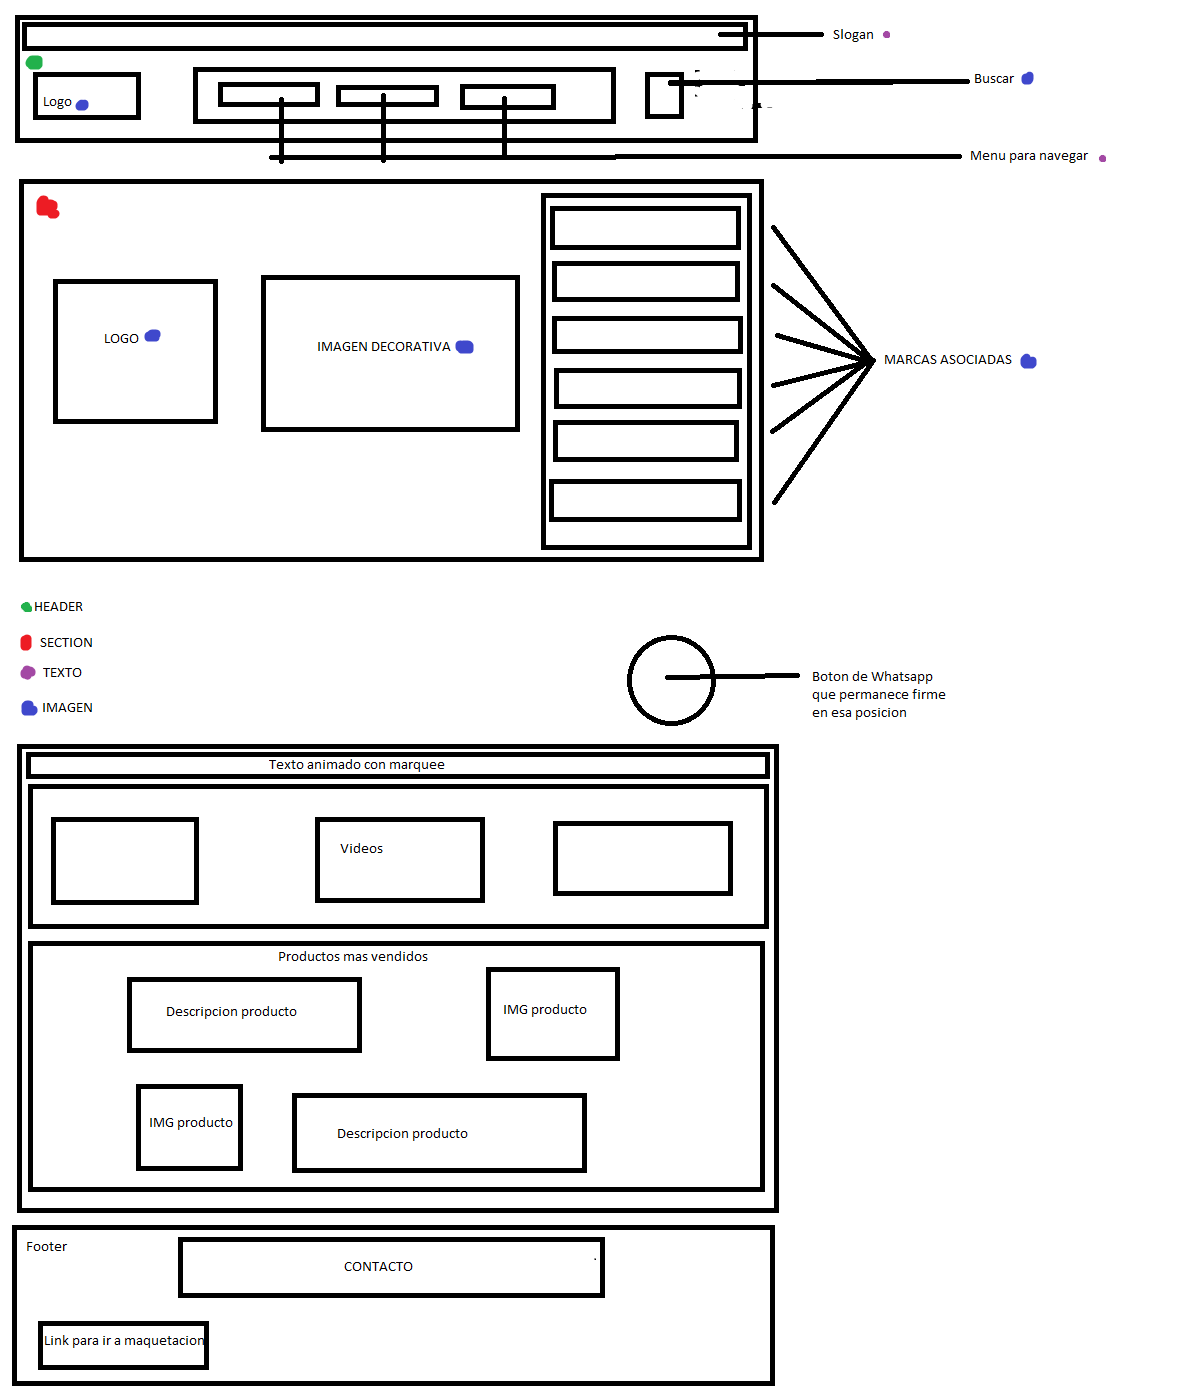 Slogan
Buscar
Logo
Menu para navegar
LOGO
IMAGEN DECORATIVA
MARCAS ASOCIADAS
HEADER
SECTION
TEXTO
IMAGEN
Boton de Whatsapp
que permanece firme
en esa posicion
Texto animado con marquee
Videos
Productos mas vendidos
Descripcion producto
IMG producto
IMG producto
Descripcion producto
Footer
CONTACTO
Link para ir a maquetacion